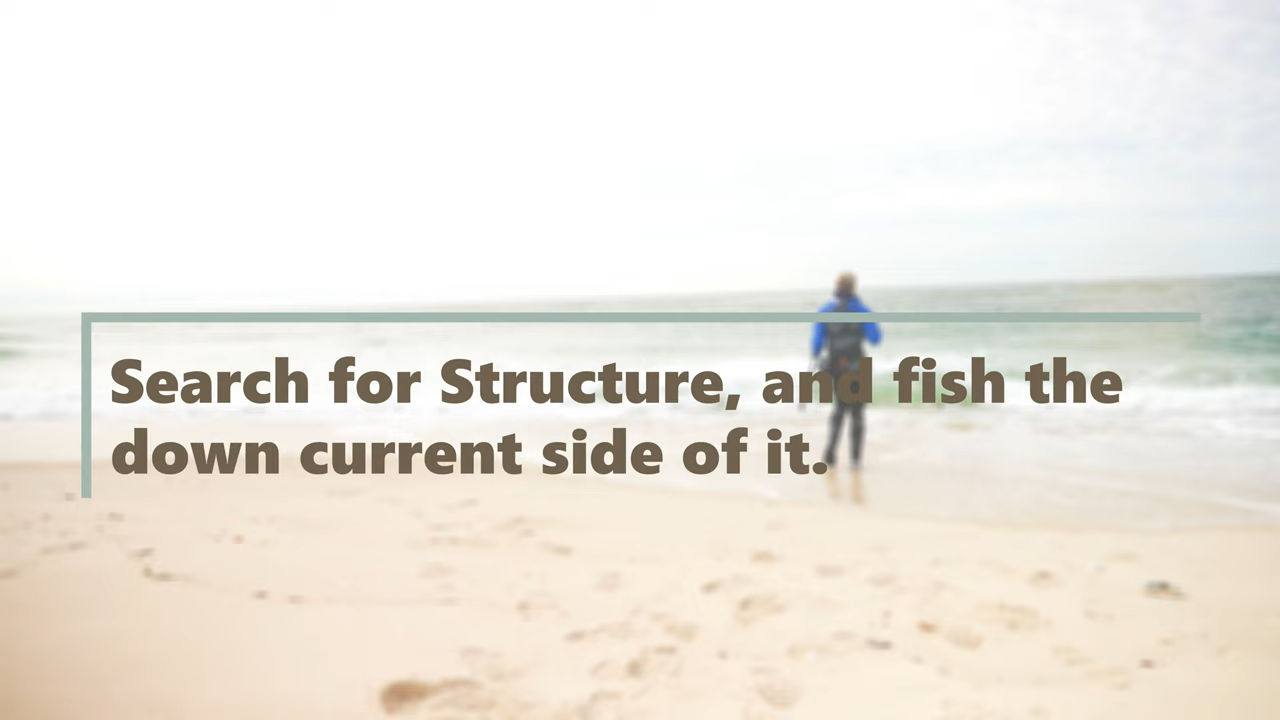 Search for Structure, and fish the
down current side of it.